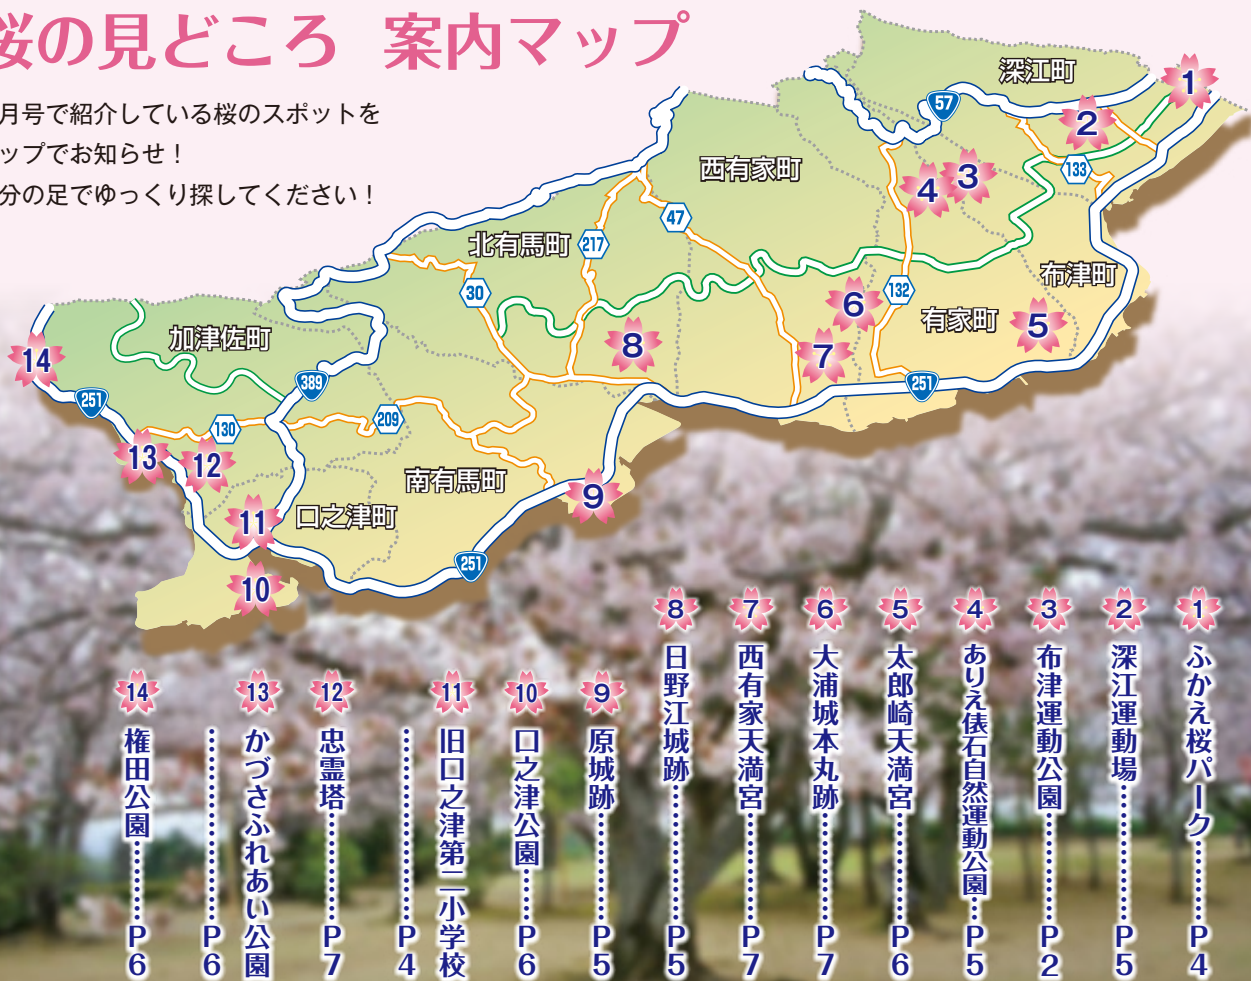 桜の見どころ 案内マップ
月号で紹介している桜のスポットを
ップでお知らせ！
分の足でゆっくり探してください！
深江町
1
57
2
西有家町
133
3
4
47
北有馬町
217
布津町
30
132
6
有家町
5
加津佐町
8
7
14
389
251
251
209
130
13
12
南有馬町
9
11
口之津町
251
10
1 ふかえ桜パーク…………P4
2 深江運動場………………P5
3 布津運動公園……………P2
4 ありえ俵石自然運動公園……P5
5 太郎崎天満宮……………P6
6 大浦城本丸跡……………P7
7 西有家天満宮……………P7
8 日野江城跡………………P5
9 原城跡……………P5
10 口之津公園…………P6
11 旧口之津第二小学校
…………………P4
12 忠霊塔……………P7
13 かづさふれあい公園
…………………P6
14 権田公園…………P6